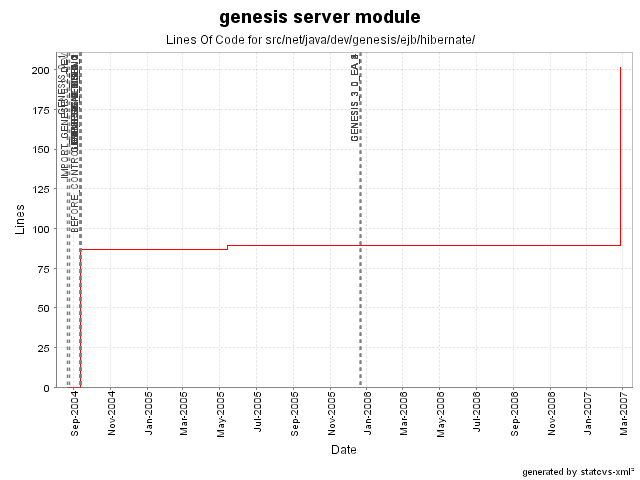 genesis server module
Lines Of Code for src/net/java/dev/genesis/ejb/hibernate/
Lines
200
175
150
125
100
75
50
25
0
GENESIS_3_0_EA_3
Sep-2004
Nov-2004
Jan-2005
Mar-2005
May-2005
Jul-2005
Sep-2005
Nov-2005
Jan-2006
Mar-2006
May-2006
Jul-2006
Sep-2006
Nov-2006
Jan-2007
Mar-2007
Date
generated by statcvs-xml²